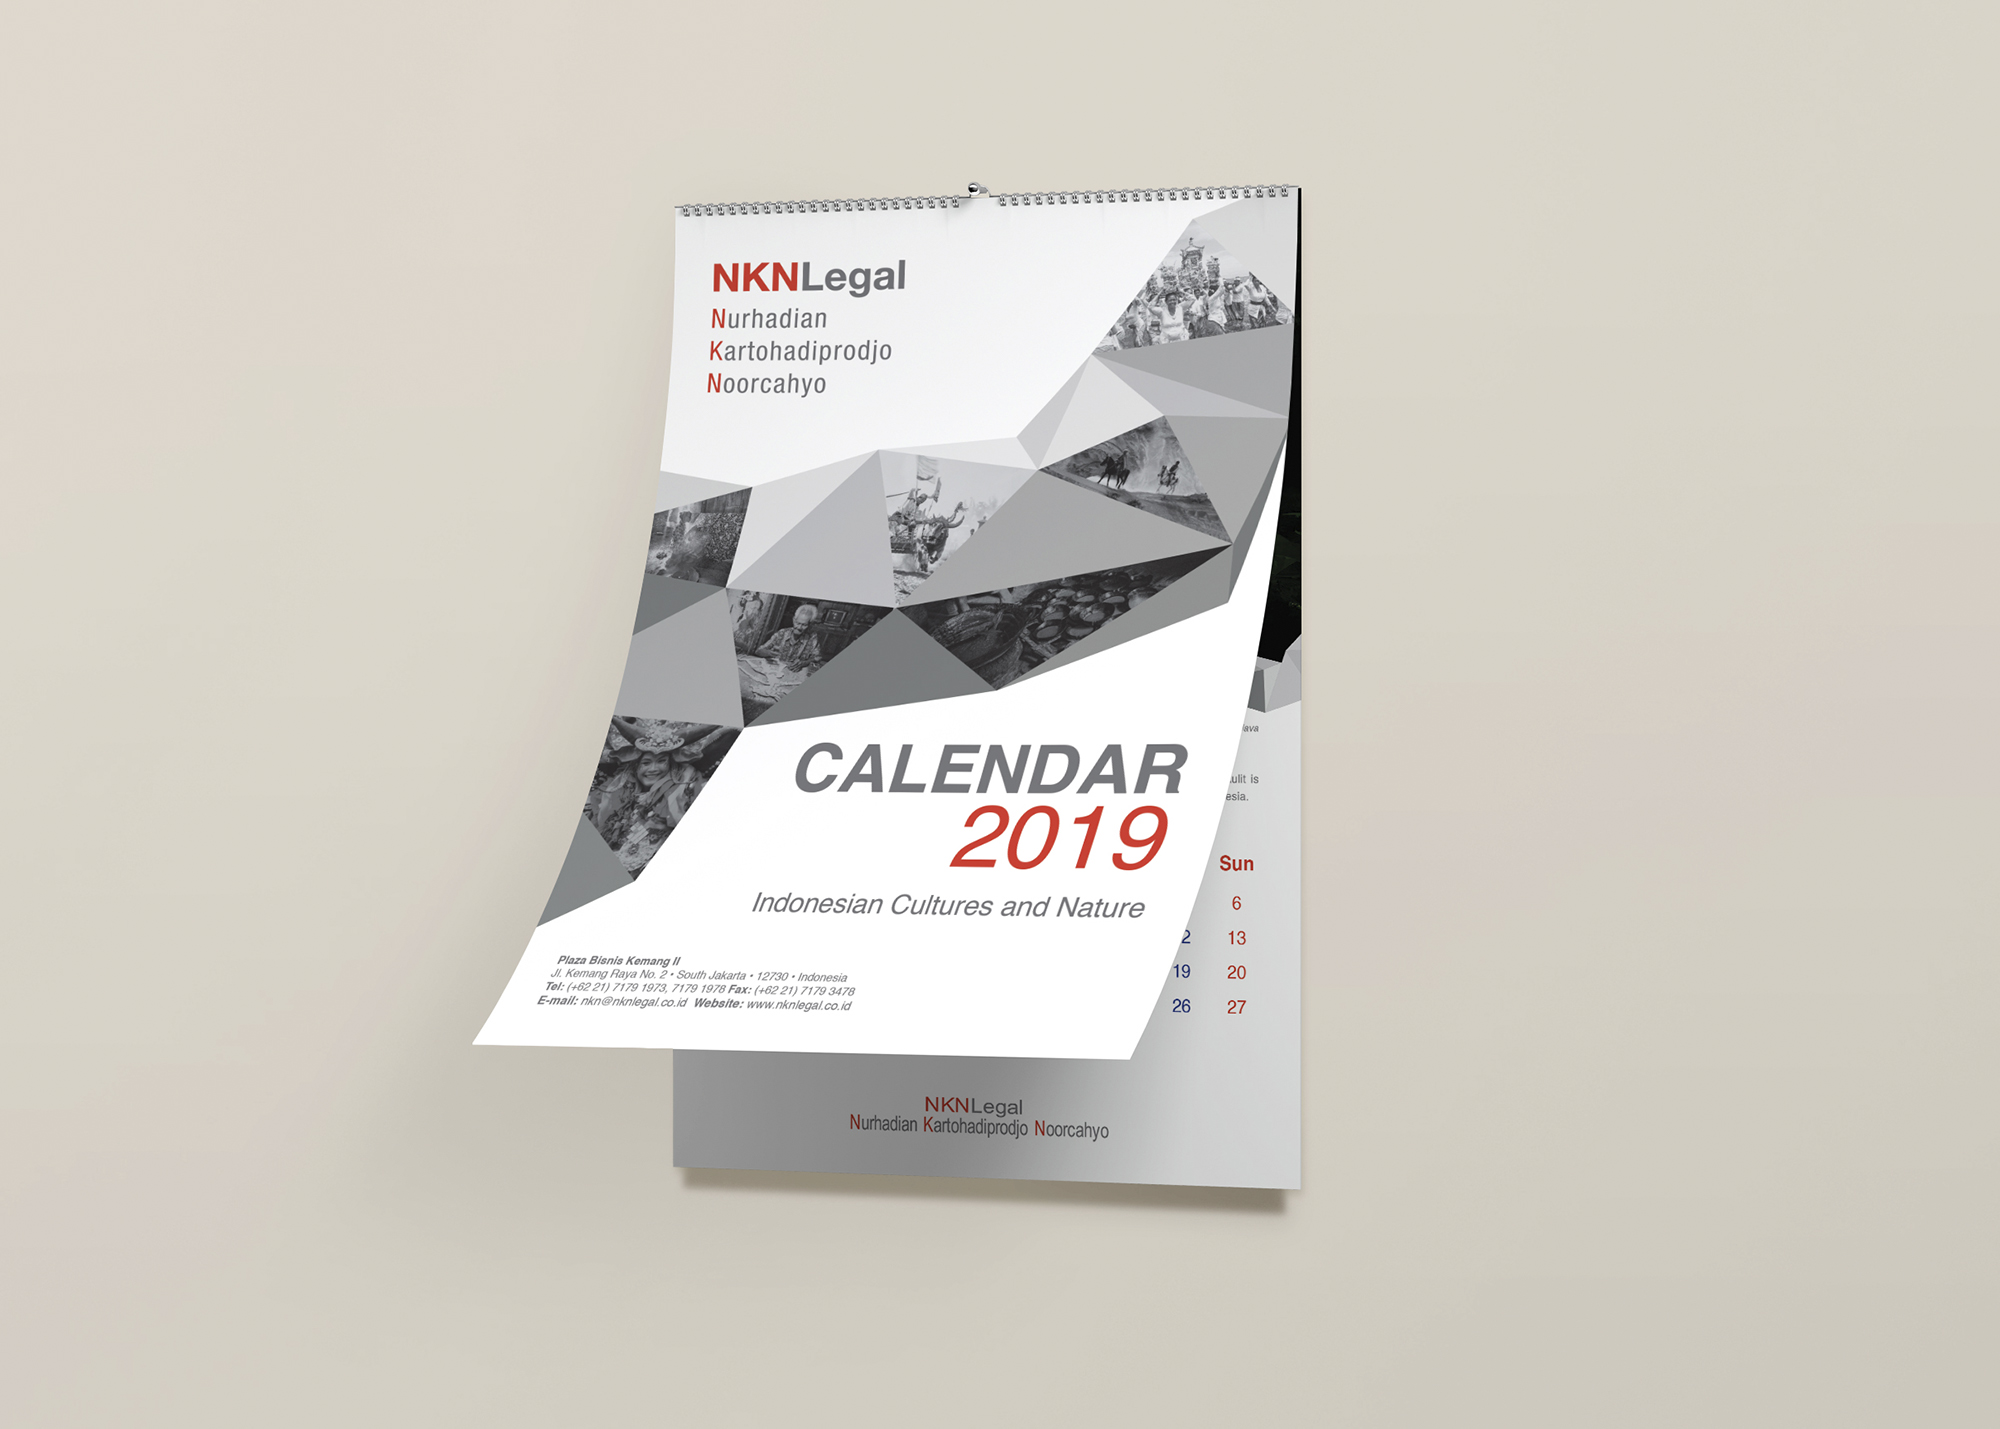 NKNLegal
Nurhadian
Kartohadiprodjo
Noorcahyo
CALENDAR
2019
Indonesian Cultures and Nature
Plaza Bisnis Kemang II
Jl. Kemang Raya No. 2 • South Jakarta • 12730 • Indonesia
Tel: (+62 21) 7179 1973, 7179 1978 Fax: (+62 21) 7179 3478
E-mail: nkn@nknlegal.co.id Website: www.nknlegal.co.id
is
Sun
6
2 13
19 20
26 27
NKNLegal
Nurhadian Kartohadiprodjo Noorcahyo